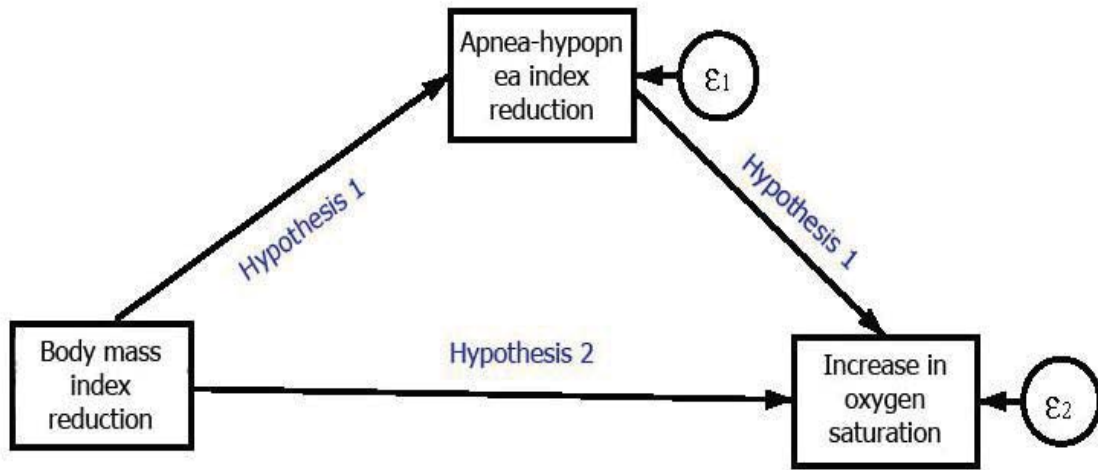 Apnea-hypopn
ea index
reduction
ε1
Hypothesis 1
Hypothesis 1
Body mass
index
reduction
Hypothesis 2
Increase in
oxygen
saturation
ε2